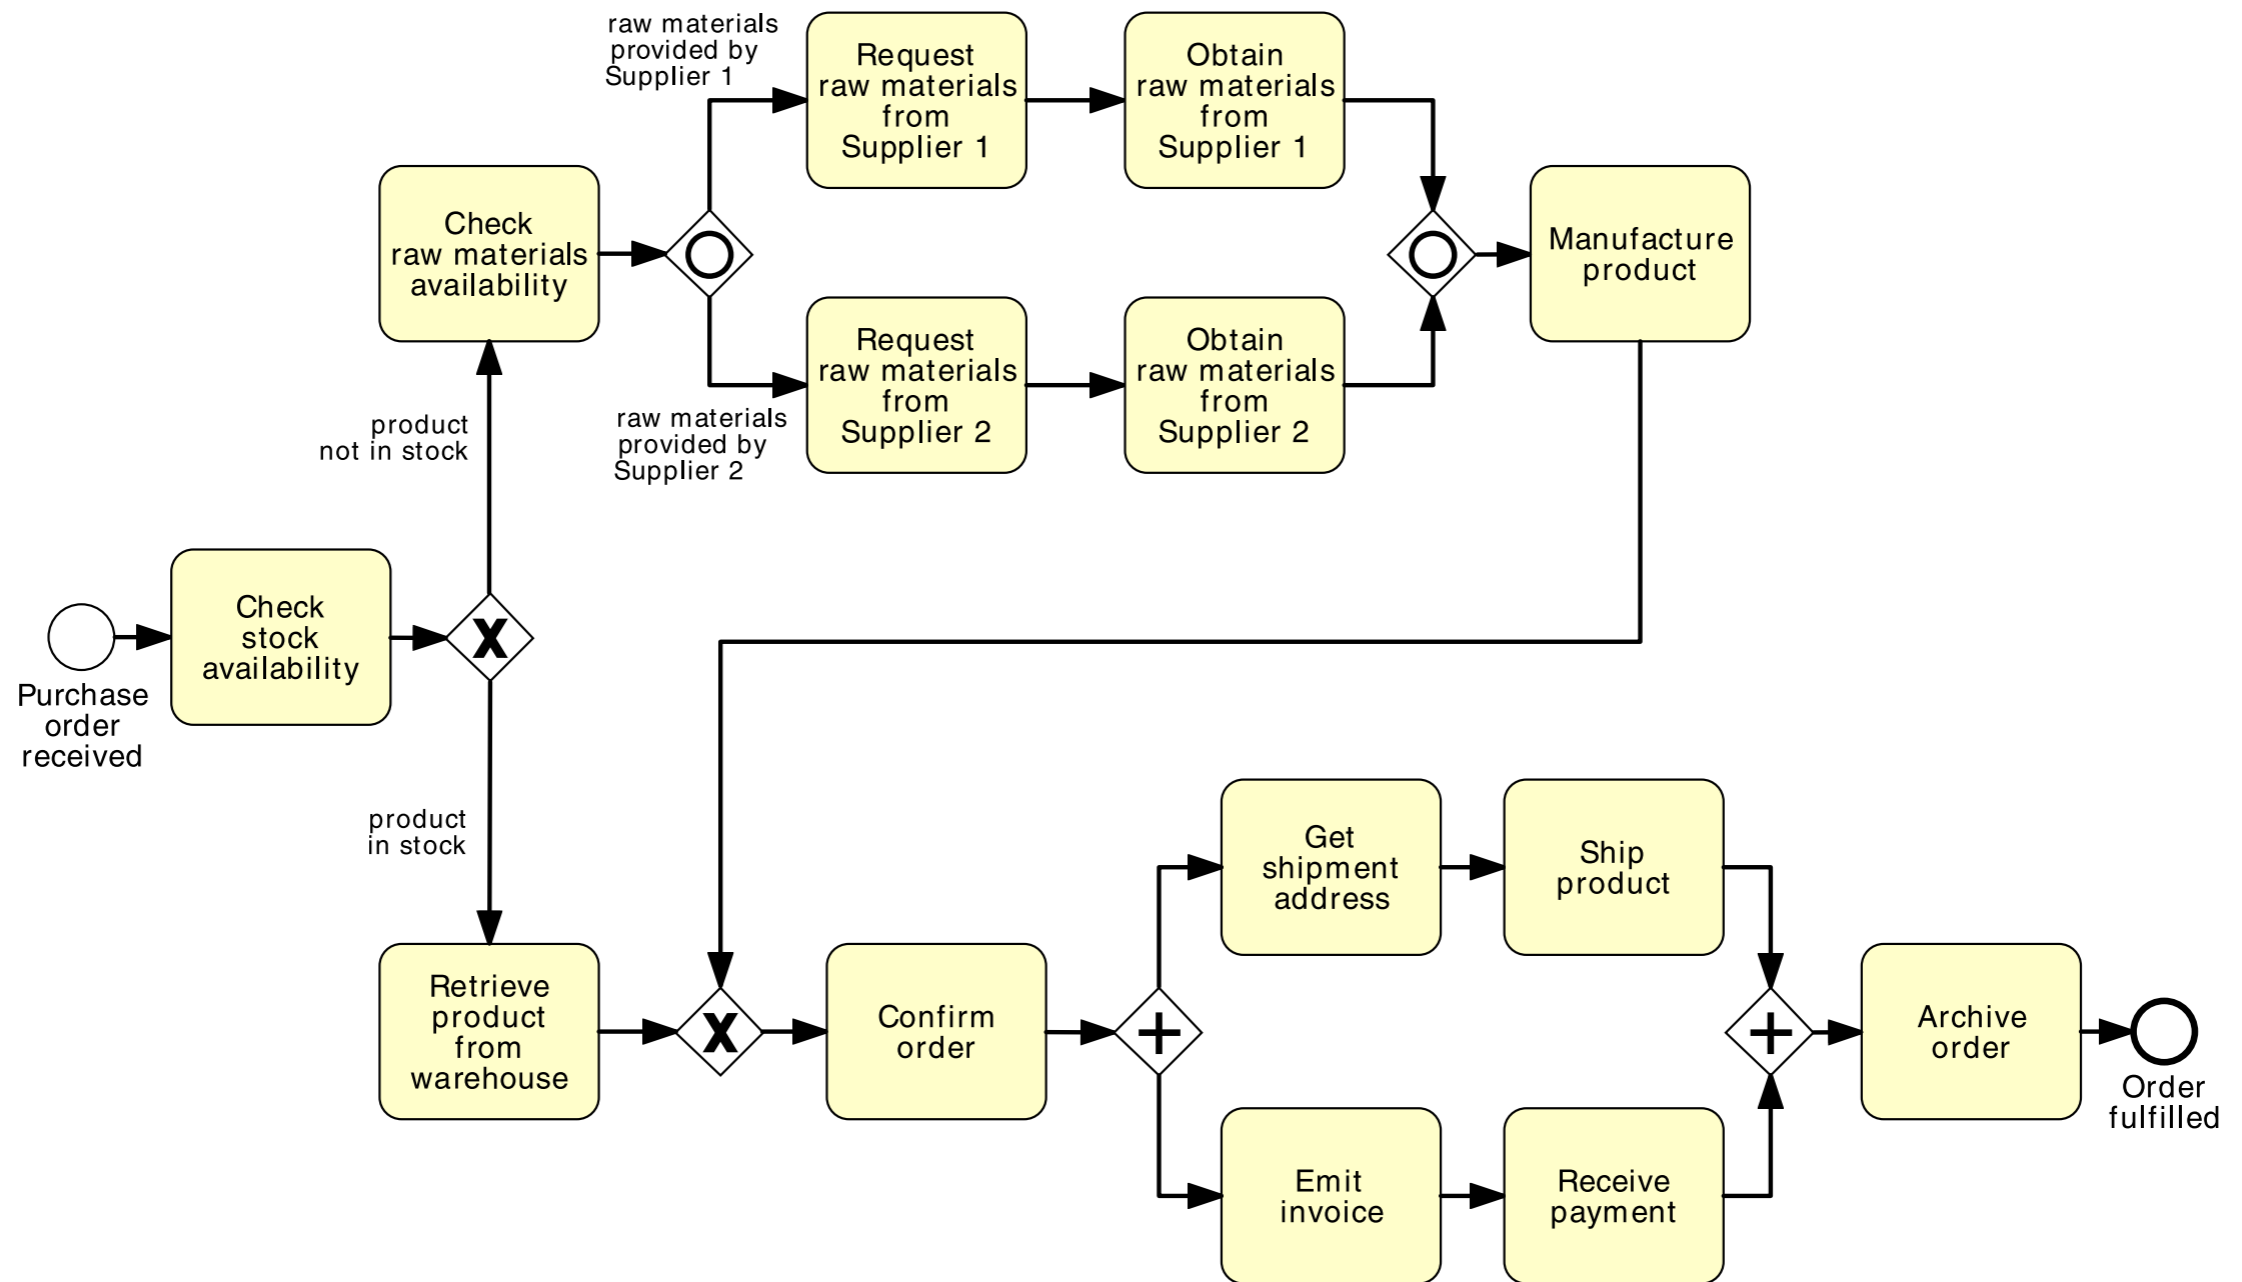 raw materials
provided by
Supplier 1
Request
raw materials
from
Supplier 1
Obtain
raw materials
from
Supplier 1
Check
raw materials
availability
Manufacture
product
Request
raw materials
from
Supplier 2
Obtain
raw materials
from
Supplier 2
raw materials
provided by
Supplier 2
product
not in stock
Check
stock
availability
X
Purchase
order
received
product
in stock
Get
shipment
address
Ship
product
Retrieve
product
from
warehouse
X
Confirm
order
+
+
Archive
order
Order
fulfilled
Emit
invoice
Receive
payment